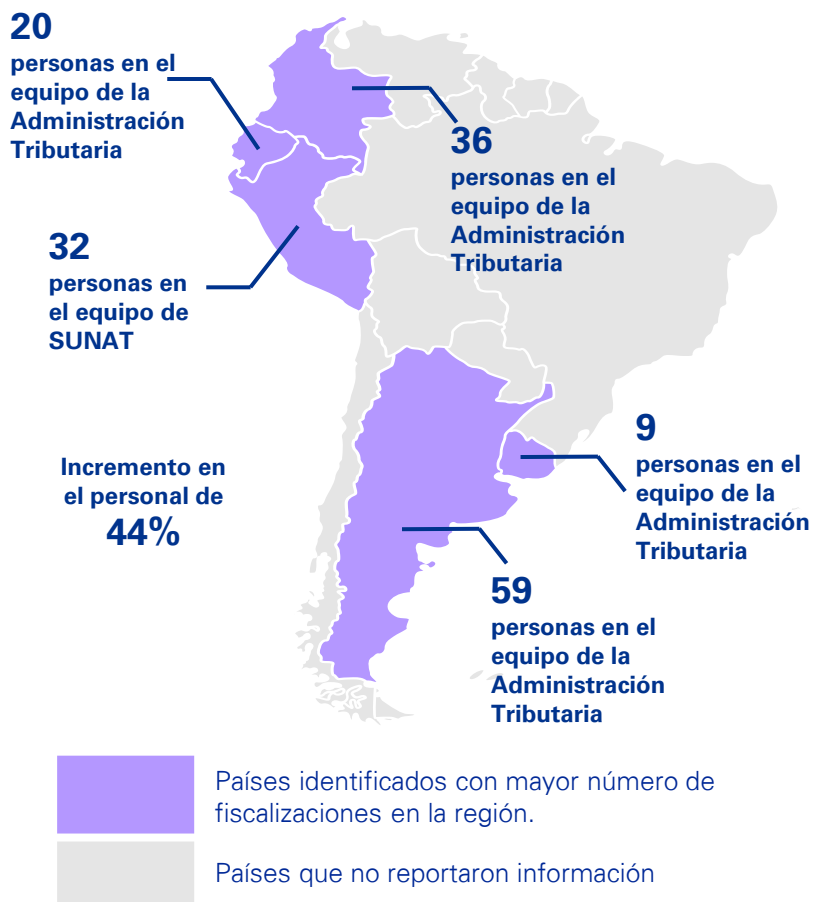 20
personas en el
equipo de la
Administración
Tributaria
36
personas en el
equipo de la
Administración
Tributaria
32
personas en
el equipo de
SUNAT
Incremento en
el personal de
44%
9
personas en el
equipo de la
Administración
Tributaria
59
personas en el
equipo de la
Administración
Tributaria
Países identificados con mayor número de
fiscalizaciones en la región.
Países que no reportaron información